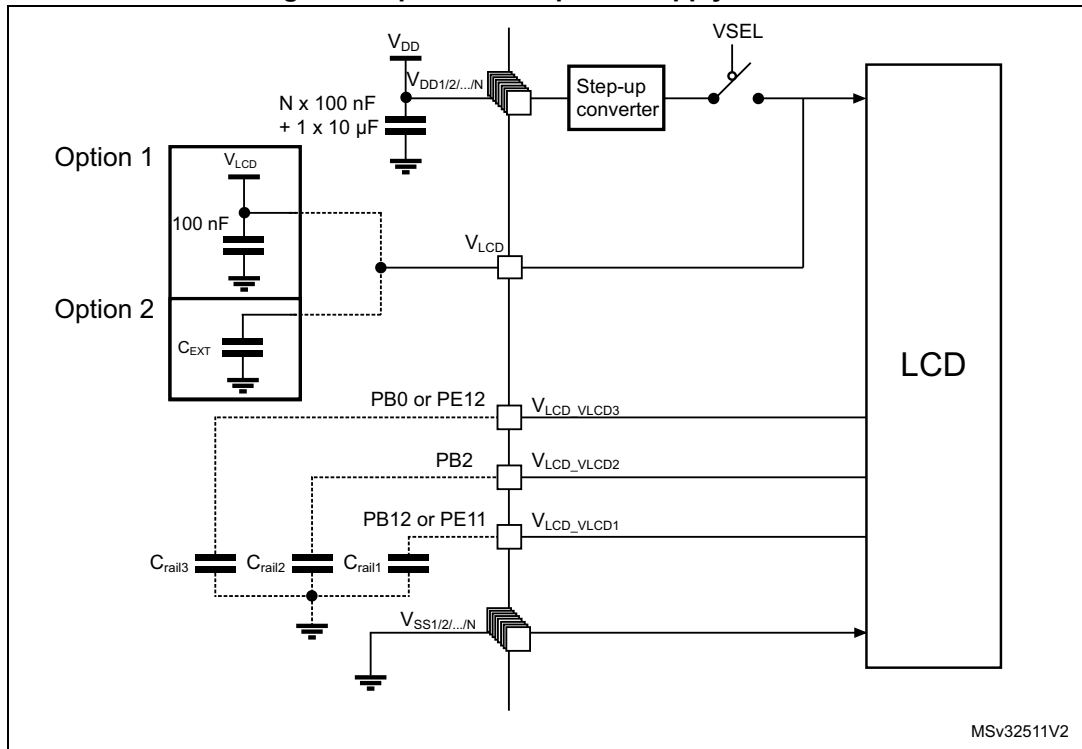 VDD
VSEL
VDD1/2/.../N
Step-up
converter
N x 100 nF
+ 1 x 10 µF
Option 1
VLCD
100 nF
VLCD
Option 2
CEXT
LCD
PB0 or PE12
VLCD_VLCD3
PB2
VLCD_VLCD2
PB12 or PE11
VLCD_VLCD1
Crail3
Crail2
Crail1
VSS1/2/.../N
MSv32511V2